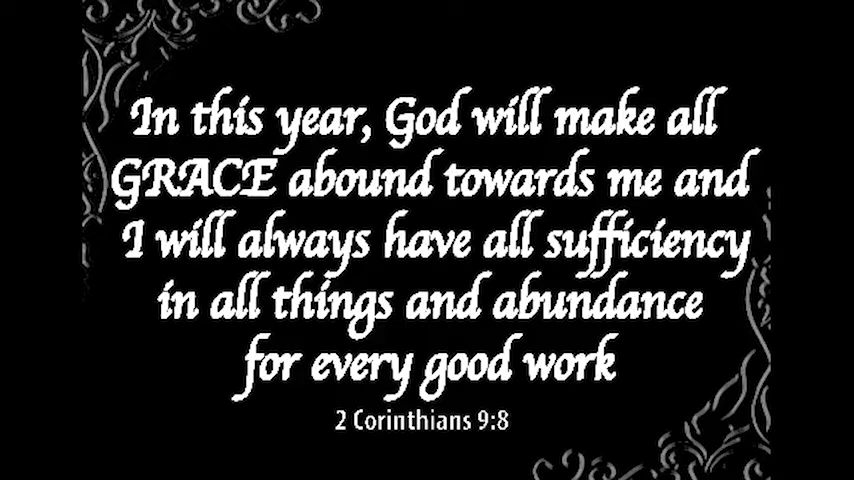 In this year, God will make all
GRACE abound towards me and
I will always have all sufficiency
in all things and abundance
for every good work
2 Corinthians 9:8